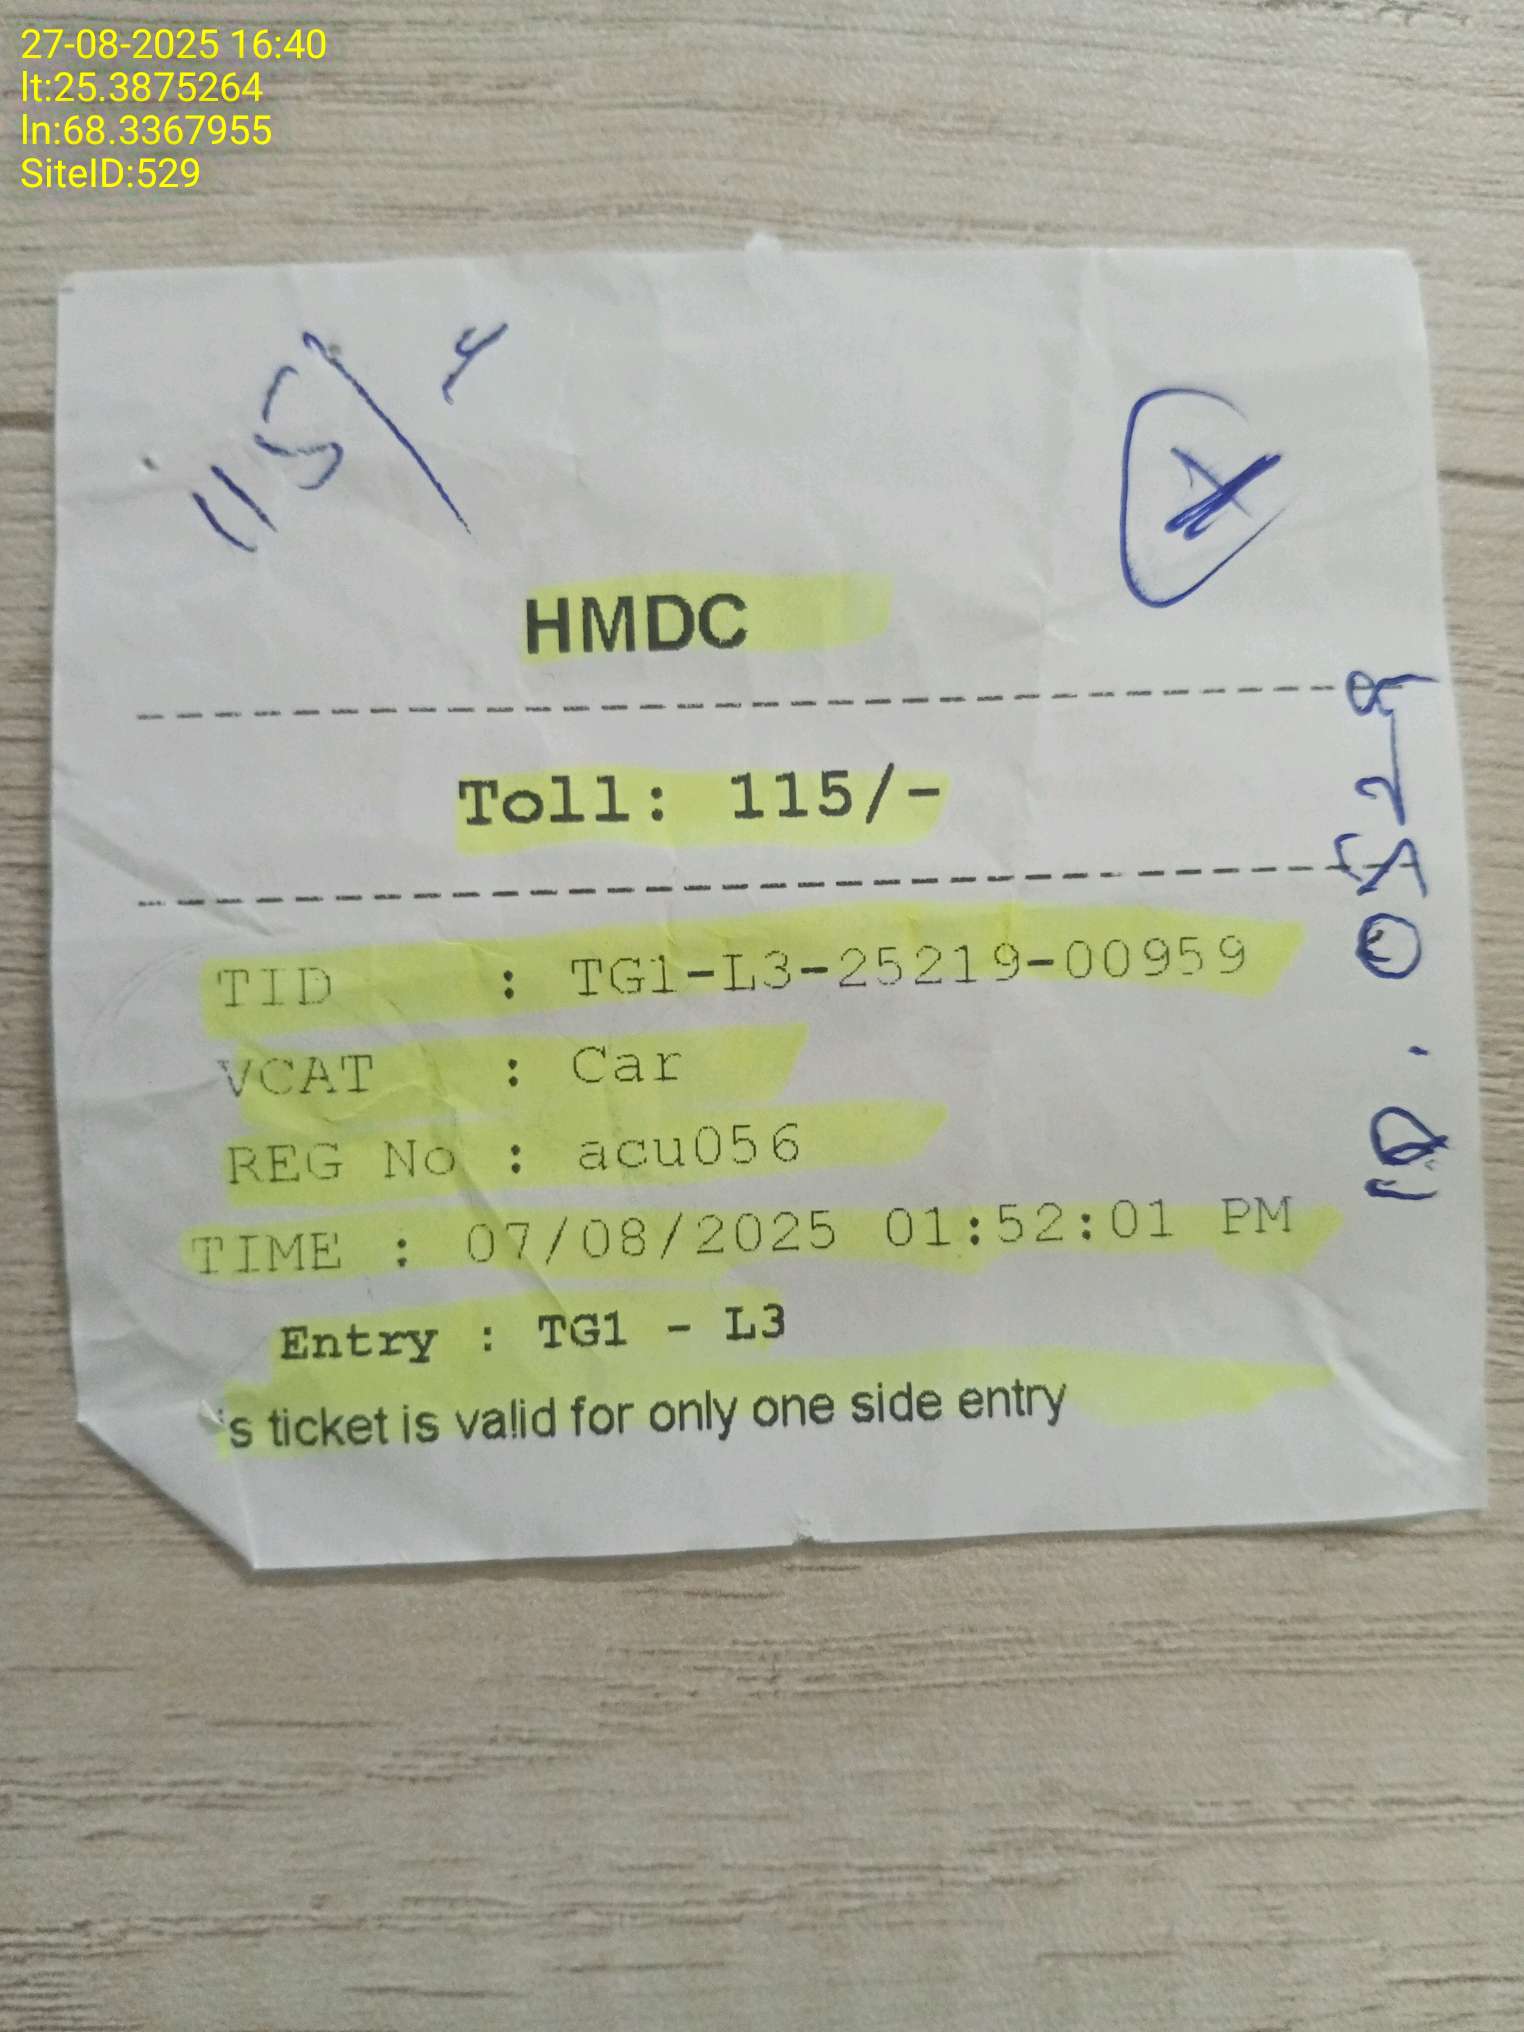 27-08-2025 16:40
lt:25.3875264
ln:68.3367955
SiteID:529
115/
HMDC
Toll: 115/-
TID : TG1-L3-25219-00959
VCAT : Car
REG No : acu056
TIME : 07/08/2025 01:52:01 PM
Entry : TG1 - L3
is ticket is valid for only one side entry